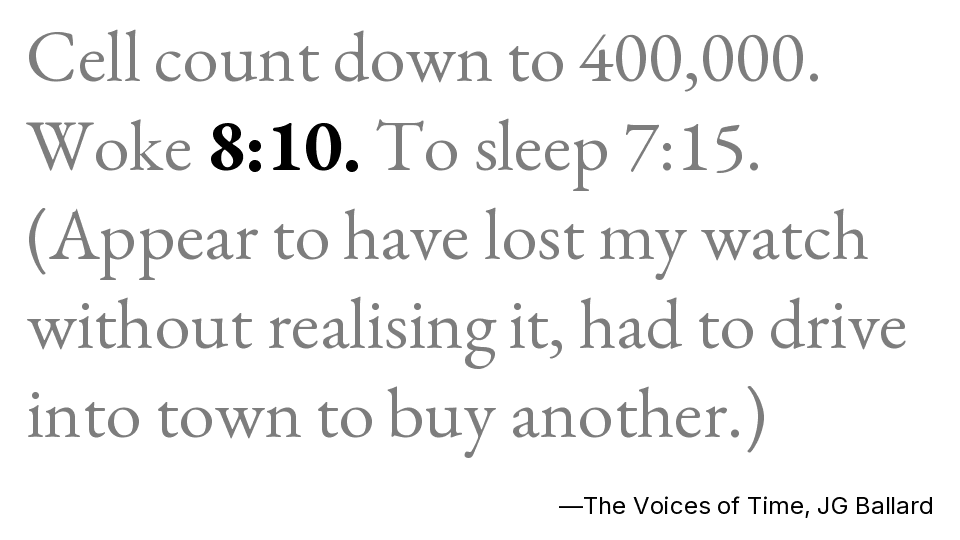 Cell count down to 400,000.
Woke 8:10. To sleep 7:15.
(Appear to have lost my watch
without realising it, had to drive
into town to buy another.)
—The Voices of Time, JG Ballard